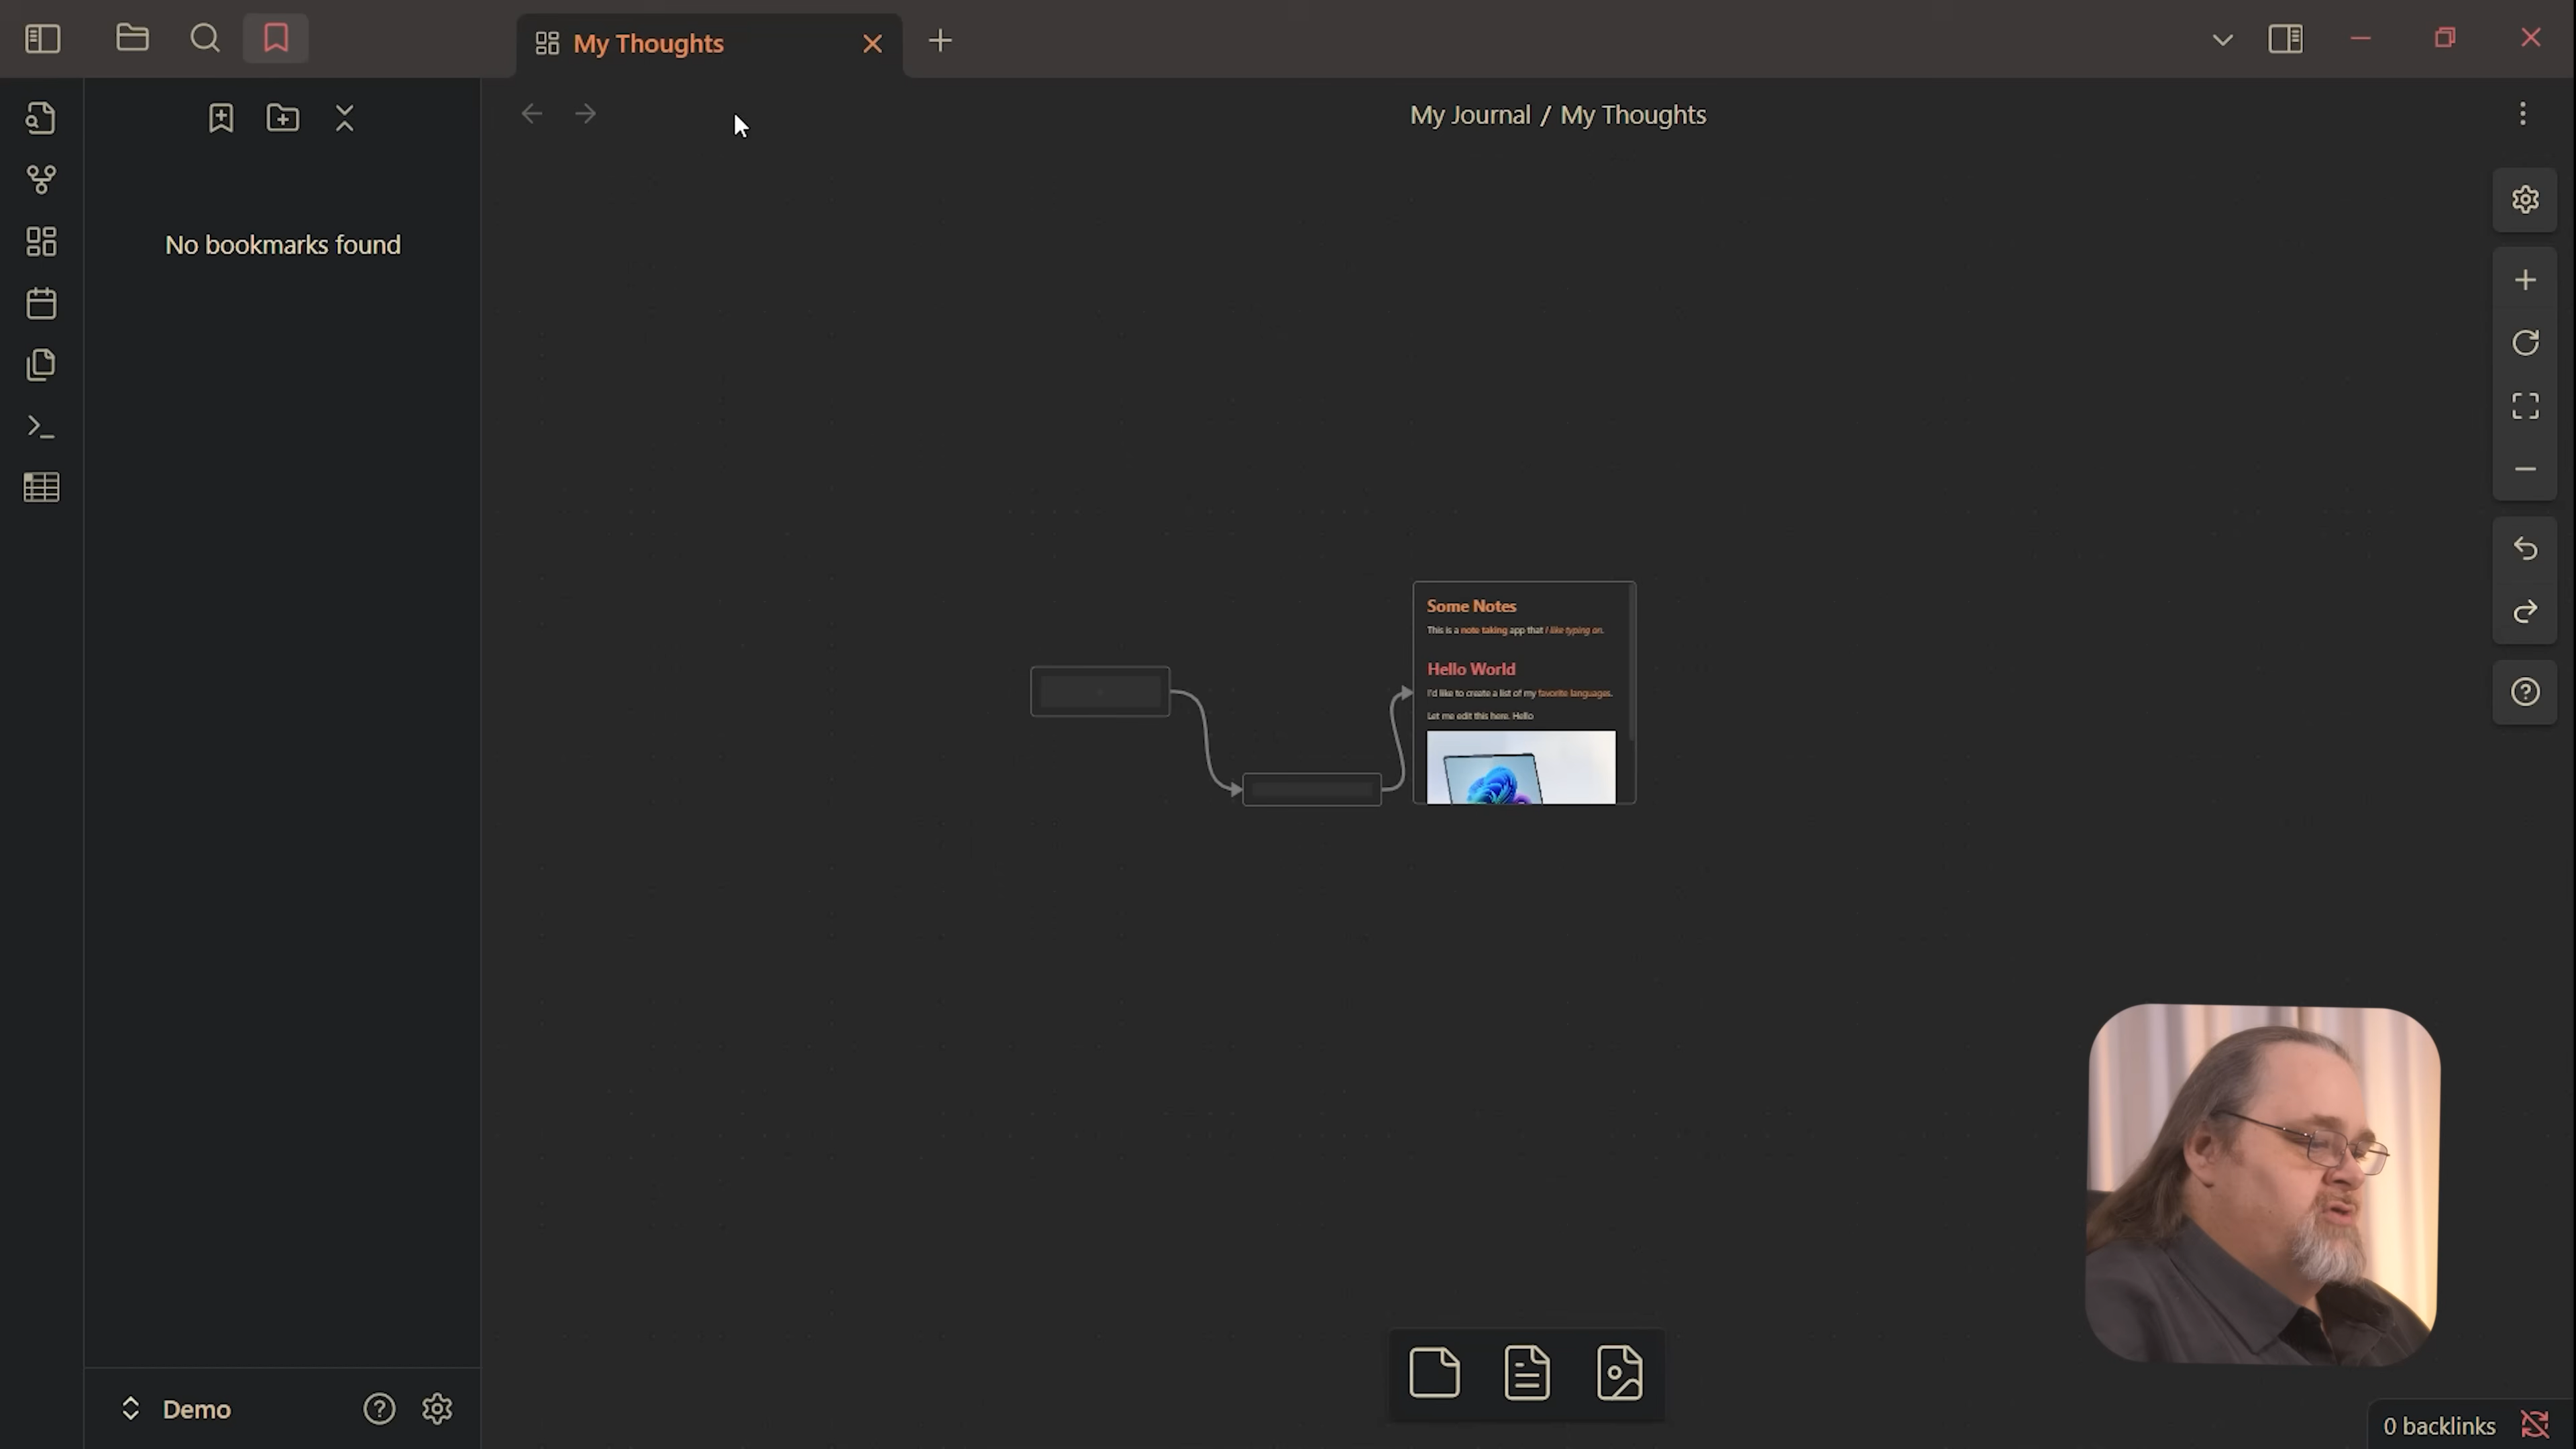 My Thoughts
My Journal / My Thoughts
No bookmarks found
Some Notes
This is a note taking app that I like typing on.
Hello World
I'd like to create a list of my favorite languages.
Let me edit this here. Hello
Demo
0 backlinks